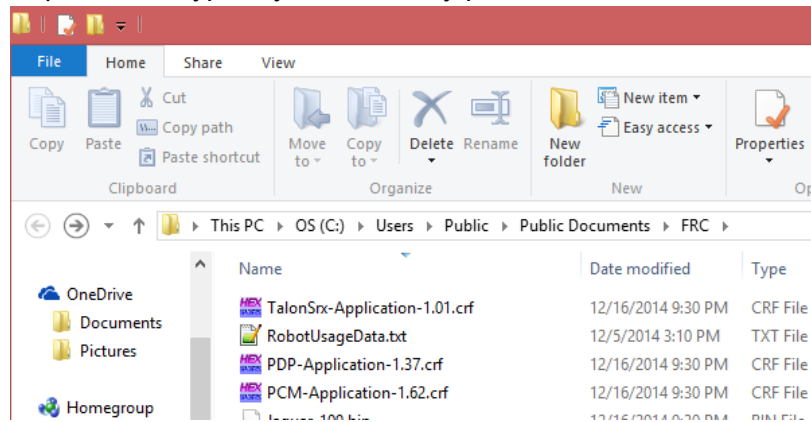 File Home Share View
Cut
Copy path
Paste shortcut
Copy Paste
Move to
Copy to
Delete Rename
New folder
New item
Easy access
Properties
Clipboard Organize New
This PC OS (C:) Users Public Public Documents FRC
Name Date modified Type
OneDrive
Documents
Pictures
Homegroup
TalonSrx-Application-1.01.crf 12/16/2014 9:30 PM CRF File
RobotUsageData.txt 12/5/2014 3:10 PM TXT File
PDP-Application-1.37.crf 12/16/2014 9:30 PM CRF File
PCM-Application-1.62.crf 12/16/2014 9:30 PM CRF File